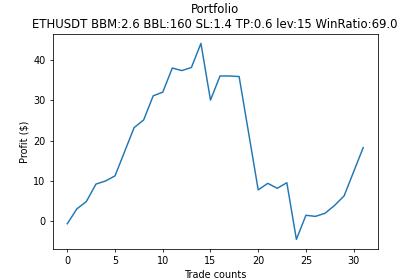 Portfolio
ETHUSDT BBM:2.6 BBL:160 SL:1.4 TP:0.6 lev:15 WinRatio:69.0
Profit ($)
40
30
20
10
0
0 5 10 15 20 25 30
Trade counts